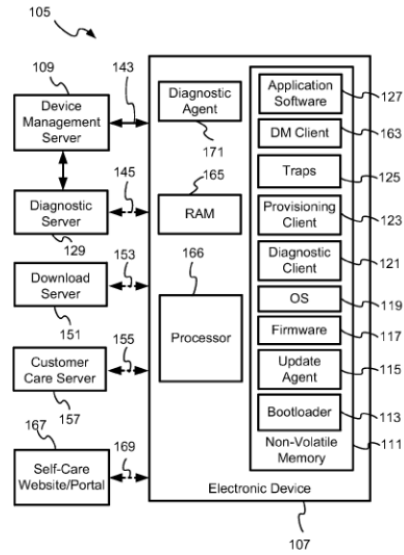 105
109
143
Device
Management
Server
Diagnostic
Agent
171
Application
Software
127
DM Client
163
Traps
125
145
165
Diagnostic
Server
129
RAM
Provisioning
Client
123
153
Download
Server
151
166
Processor
Diagnostic
Client
121
OS
119
Firmware
117
155
Customer
Care Server
157
Update
Agent
115
Bootloader
113
Non-Volatile
Memory
111
167
169
Self-Care
Website/Portal
Electronic Device
107